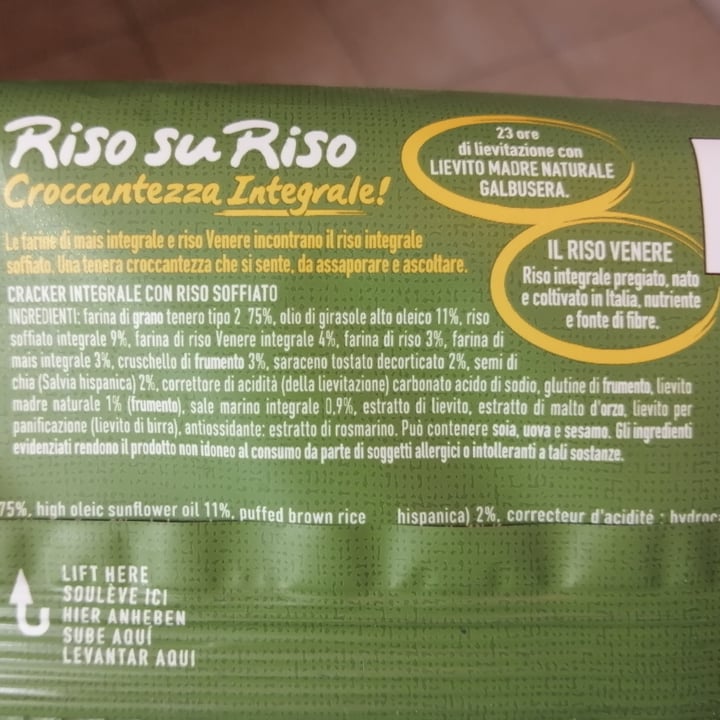 Riso su Riso
Croccantezza Integrale!
Le farine di mais integrale e riso Venere incontrano il riso integrale
soffiato. Una tenera croccantezza che si sente, da assaporare e ascoltare.
23 ore
di lievitazione con
LIEVITO MADRE NATURALE
GALBUSERA.
IL RISO VENERE
Riso integrale pregiato, nato
e coltivato in Italia, nutriente
e fonte di fibre.
CRACKER INTEGRALE CON RISO SOFFIATO
INGREDIENTI: farina di grano tenero tipo 2 75%, olio di girasole alto oleico 11%, riso
soffiato integrale 9%, farina di riso Venere integrale 4%, farina di riso 3%, farina di
mais integrale 3%, cruschello di frumento 3%, saraceno tostato decorticato 2%, semi di
chia (Salvia hispanica) 2%, correttore di acidità (della lievitazione) carbonato acido di sodio, glutine di frumento, lievito
madre naturale 1% (frumento), sale marino integrale 0,9%, estratto di lievito, estratto di malto d'orzo, lievito per
panificazione (lievito di birra), antiossidante: estratto di rosmarino. Può contenere soia, uova e sesamo. Gli ingredienti
evidenziati rendono il prodotto non idoneo al consumo da parte di soggetti allergici o intolleranti a tali sostanze.
75%, high oleic sunflower oil 11%, puffed brown rice
hispanica) 2%, correcteur d'acidité : hydroc
LIFT HERE
SOULÈVE ICI
HIER ANHEBEN
SUBE AQUÍ
LEVANTAR AQUI